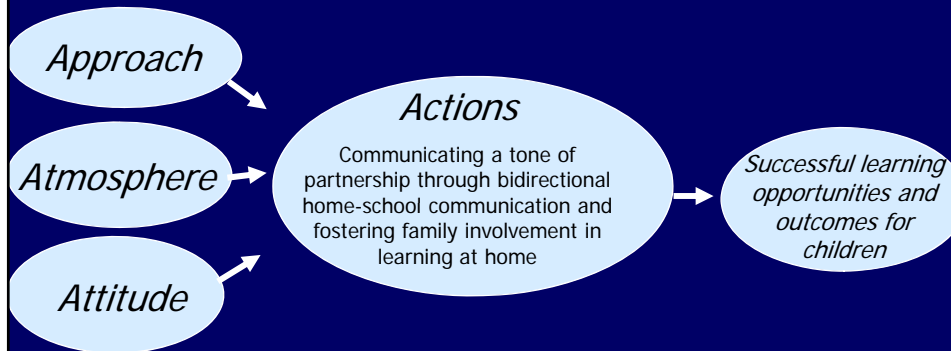 Approach
Atmosphere
Attitude
Actions
Communicating a tone of
partnership through bidirectional
home-school communication and
fostering family involvement in
learning at home
Successful learning
opportunities and
outcomes for
children